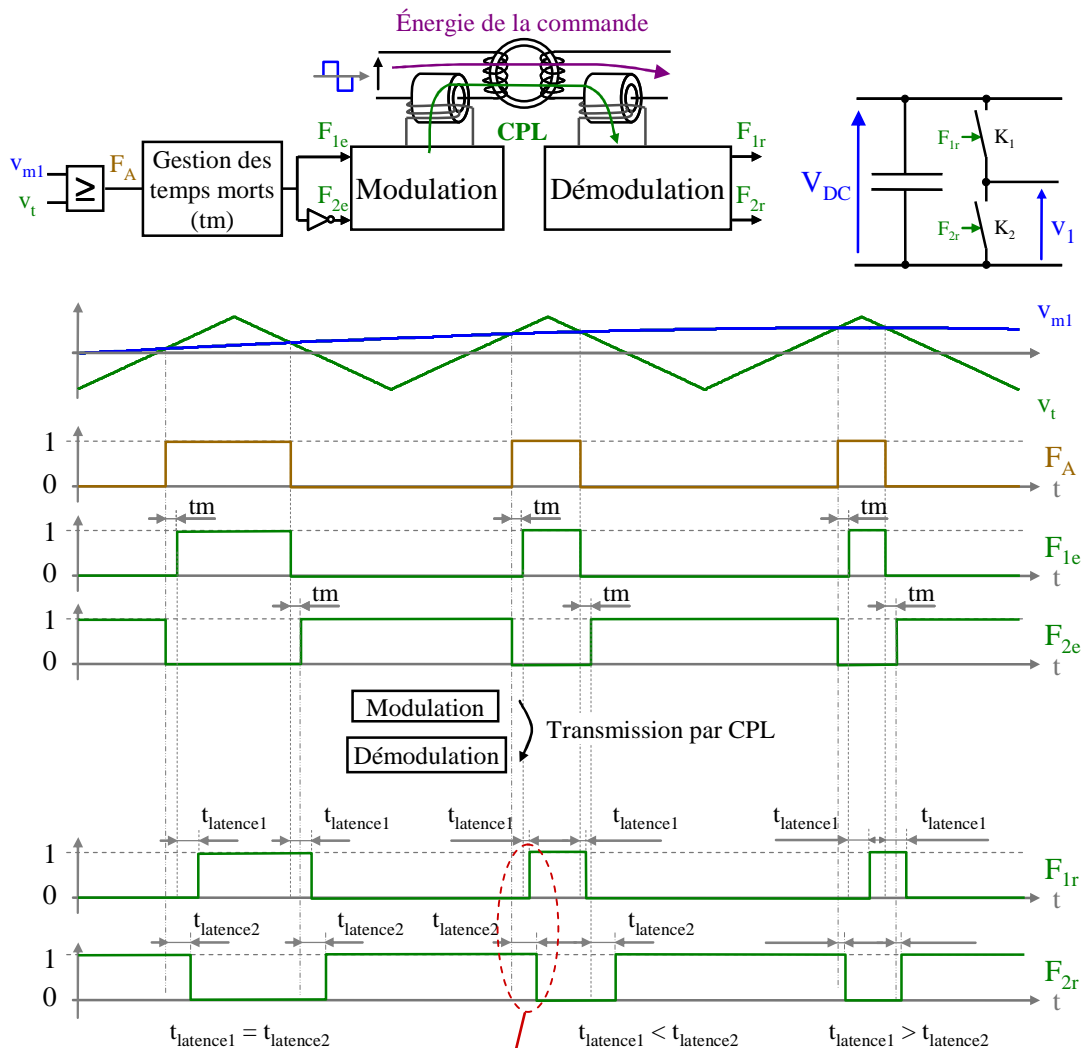 Énergie de la commande
CPL
v_m1
v_t
≥
F_A
Gestion des
temps morts
(tm)
F_1e
F_2e
Modulation
Démodulation
F_1r
F_2r
V_DC
F_1r
K_1
F_2r
K_2
v_1
v_m1
v_t
1
0
F_A
t
tm
tm
tm
1
0
F_1e
t
tm
tm
tm
1
0
F_2e
t
Modulation
Démodulation
Transmission par CPL
t_latence1
t_latence1
t_latence1
t_latence1
t_latence1
t_latence1
1
0
F_1r
t
t_latence2
t_latence2
t_latence2
t_latence2
1
0
F_2r
t
t_latence1 = t_latence2
t_latence1 < t_latence2
t_latence1 > t_latence2